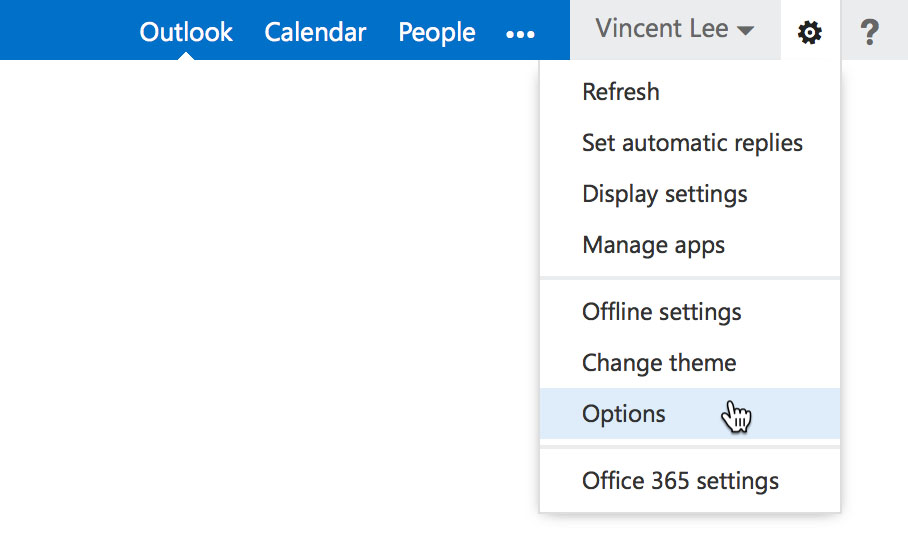 Outlook Calendar People ••• Vincent Lee ?
Refresh
Set automatic replies
Display settings
Manage apps
Offline settings
Change theme
Options
Office 365 settings